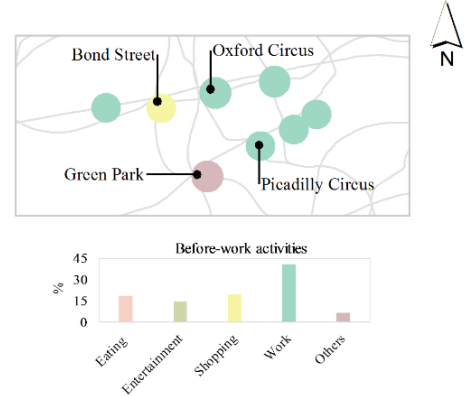 N
Bond Street
Oxford Circus
Green Park
Picadilly Circus
Before-work activities
%
45
30
15
0
Eating
Entertainment
Shopping
Work
Others